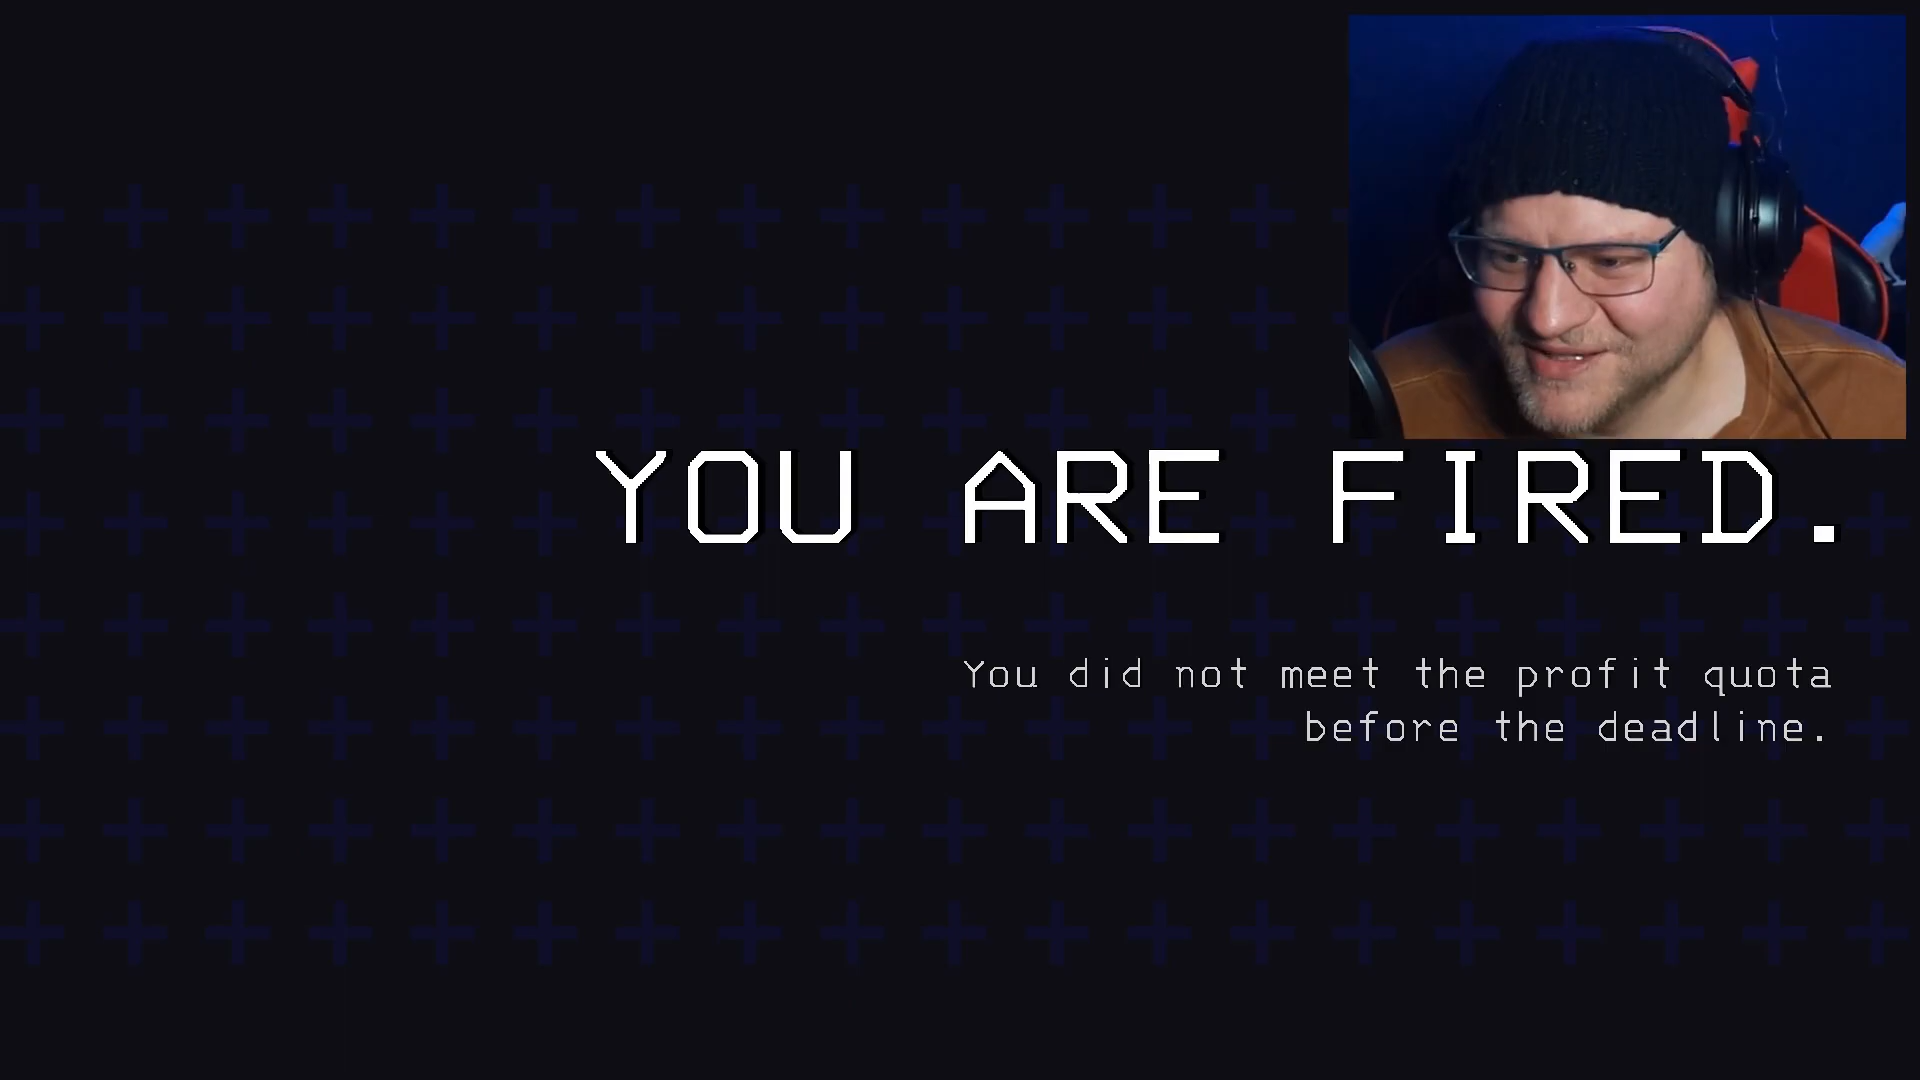 YOU ARE FIRED.
You did not meet the profit quota
before the deadline.